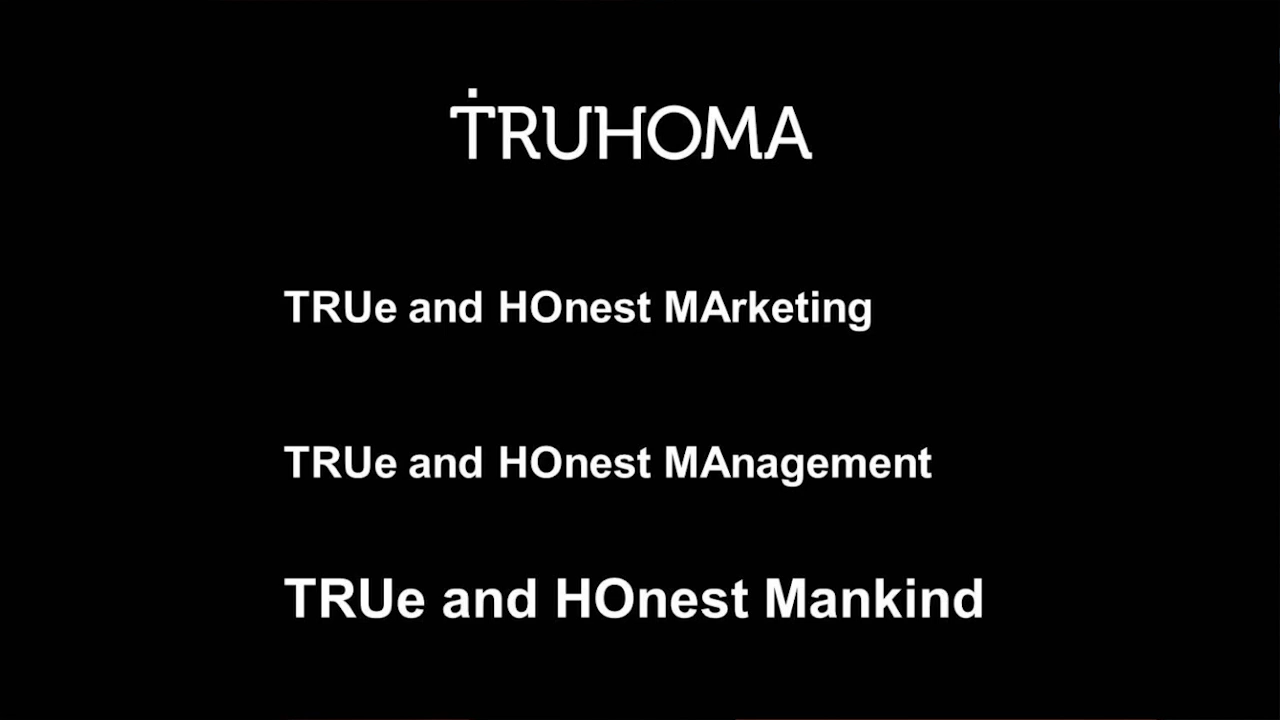 TRUHOMA
TRUe and HOnest MArketing
TRUe and HOnest MAnagement
TRUe and HOnest Mankind